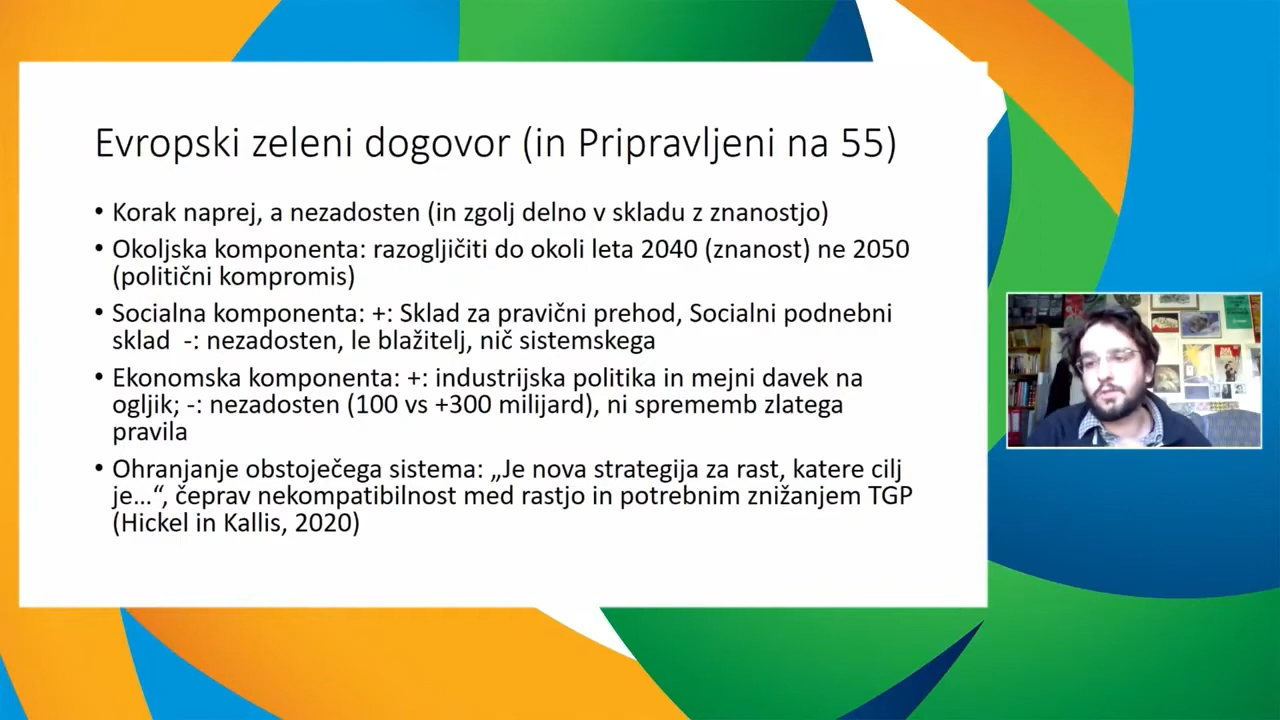 Evropski zeleni dogovor (in Pripravljeni na 55)
• Korak naprej, a nezadosten (in zgolj delno v skladu z znanostjo)
• Okoljska komponenta: razogljičiti do okoli leta 2040 (znanost) ne 2050
(politični kompromis)
• Socialna komponenta: +: Sklad za pravični prehod, Socialni podnebni
sklad -: nezadosten, le blažitelj, nič sistemskega
• Ekonomska komponenta: +: industrijska politika in mejni davek na
ogljik; -: nezadosten (100 vs +300 milijard), ni sprememb zlatega
pravila
• Ohranjanje obstoječega sistema: „Je nova strategija za rast, katere cilj
je…“, čeprav nekompatibilnost med rastjo in potrebnim znižanjem TGP
(Hickel in Kallis, 2020)